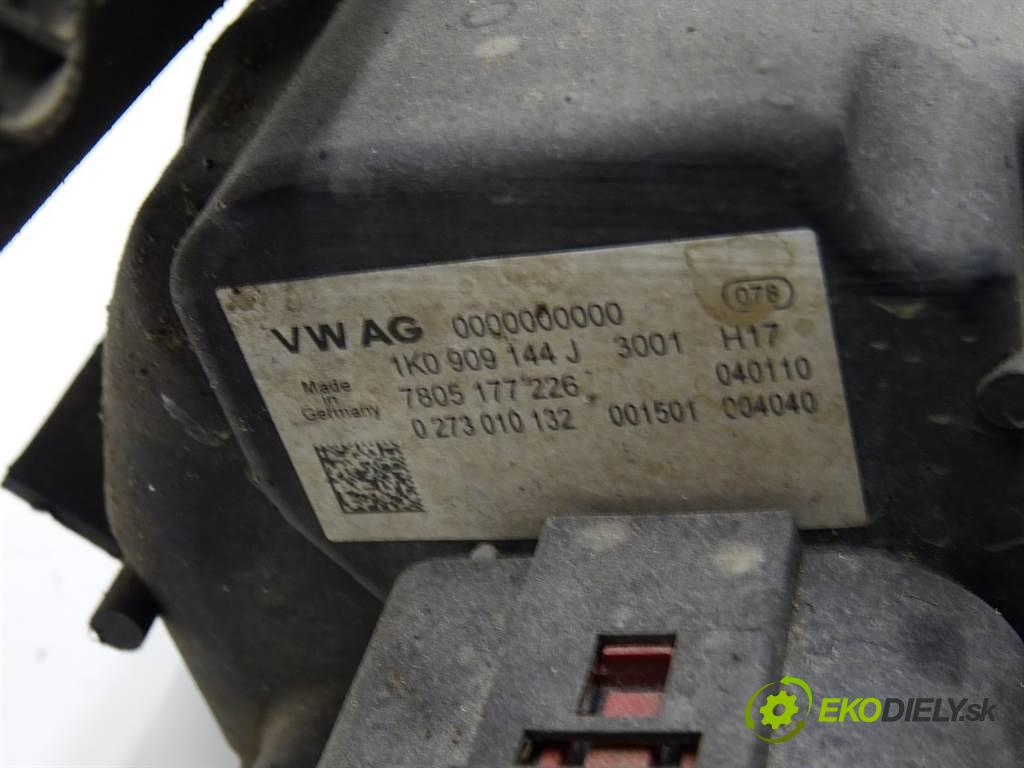 078
VW AG 0000000000
1K0 909 144 J 3001 H17
Made in Germany 7805 177 226 040110
0 273 010 132 001501 004040
EKODIELY.sk